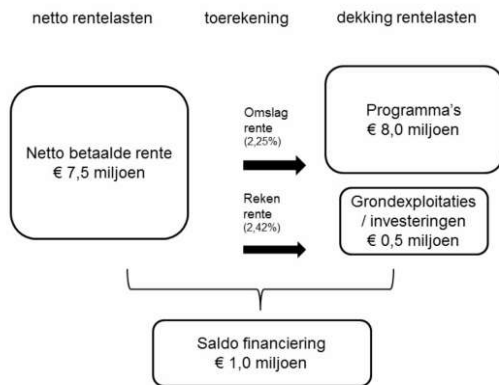 netto rentelasten toerekening dekking rentelasten
Netto betaalde rente
€ 7,5 miljoen
Omslag
rente
(2,25%)
Programma's
€ 8,0 miljoen
Reken
rente
(2,42%)
Grondexploitaties
/ investeringen
€ 0,5 miljoen
Saldo financiering
€ 1,0 miljoen